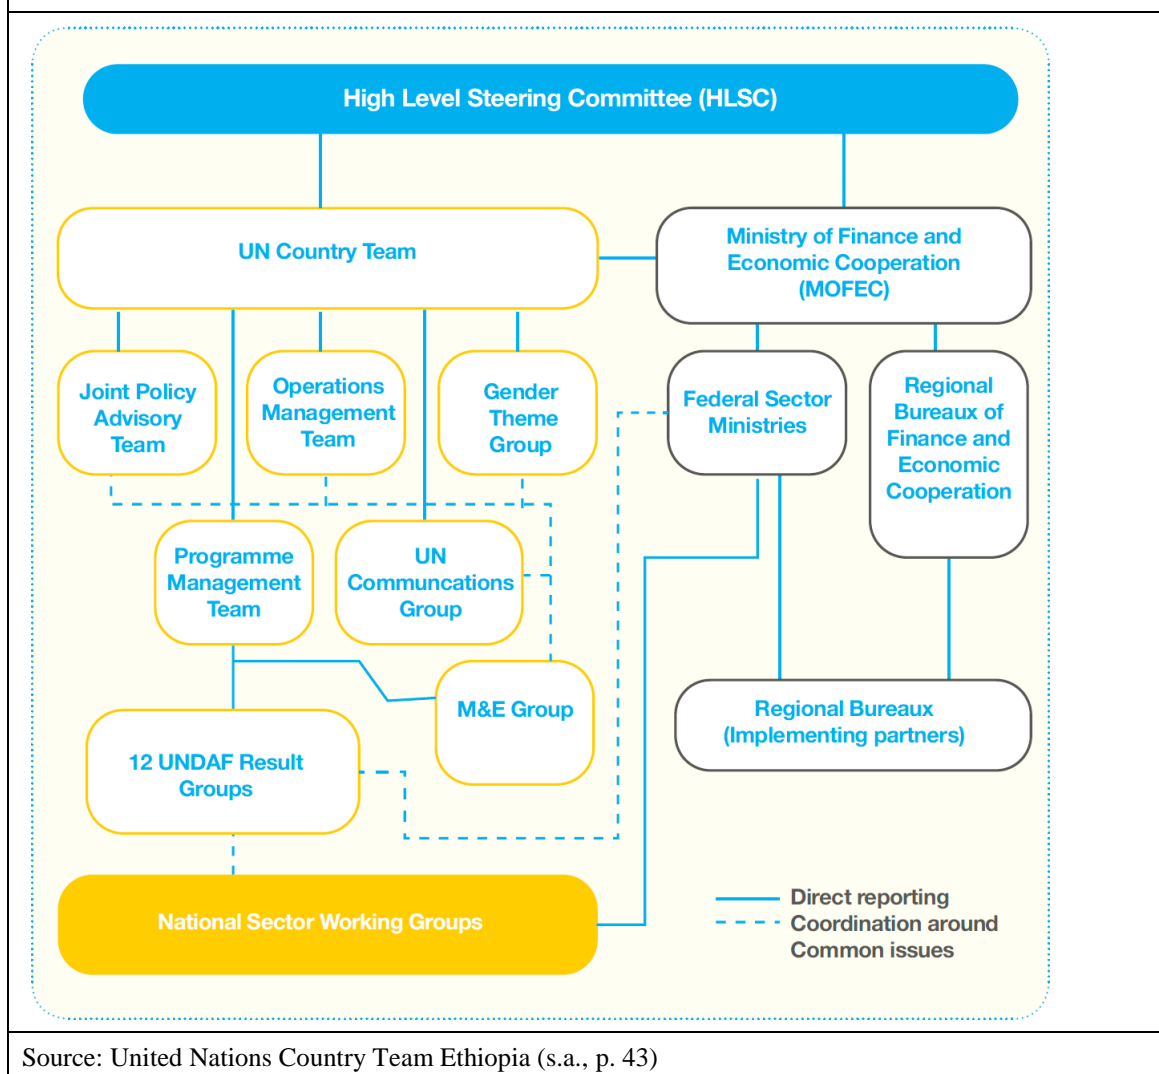 High Level Steering Committee (HLSC)
UN Country Team
Ministry of Finance and
Economic Cooperation
(MOFEC)
Joint Policy
Advisory
Team
Operations
Management
Team
Gender
Theme
Group
Federal Sector
Ministries
Regional
Bureaux of
Finance and
Economic
Cooperation
Programme
Management
Team
UN
Communcations
Group
M&E Group
Regional Bureaux
(Implementing partners)
12 UNDAF Result
Groups
National Sector Working Groups
Direct reporting
Coordination around
Common issues
Source: United Nations Country Team Ethiopia (s.a., p. 43)